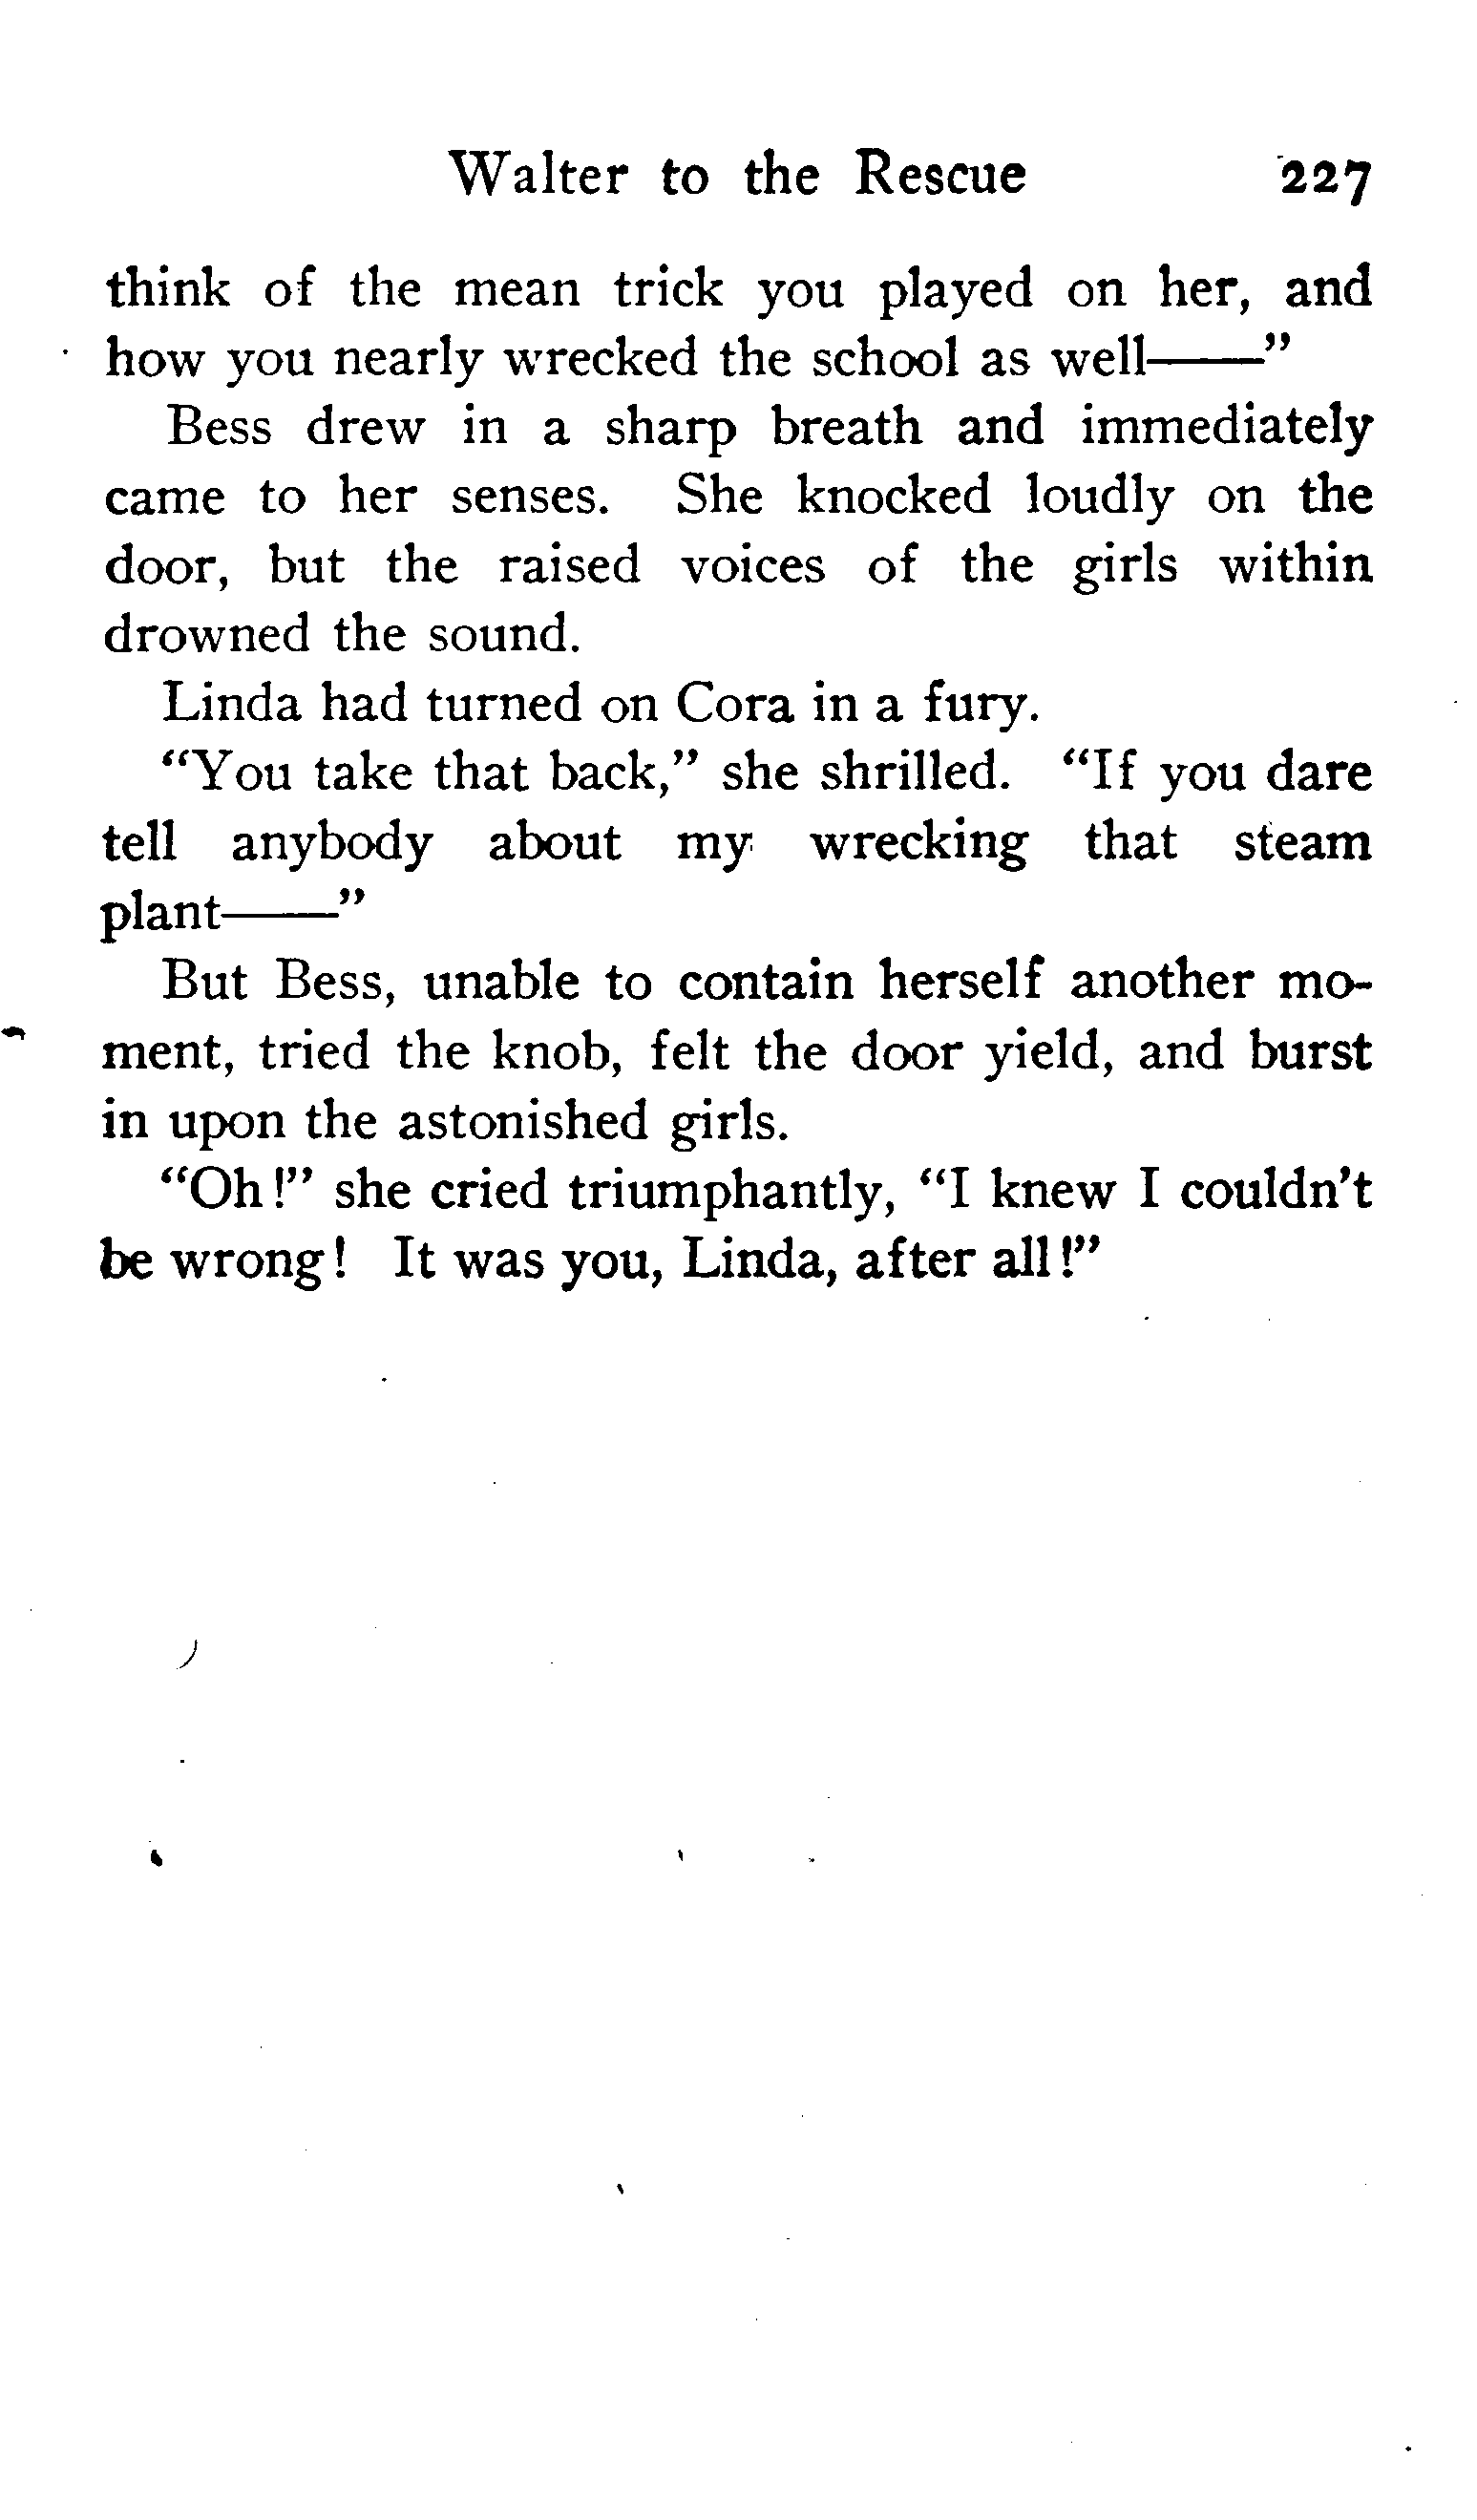 Walter to the Rescue 227
think of the mean trick you played on her, and
how you nearly wrecked the school as well——”
Bess drew in a sharp breath and immediately
came to her senses. She knocked loudly on the
door, but the raised voices of the girls within
drowned the sound.
Linda had turned on Cora in a fury.
“You take that back,” she shrilled. “If you dare
tell anybody about my wrecking that steam
plant——”
But Bess, unable to contain herself another mo-
ment, tried the knob, felt the door yield, and burst
in upon the astonished girls.
“Oh!” she cried triumphantly, “I knew I couldn’t
be wrong! It was you, Linda, after all!”